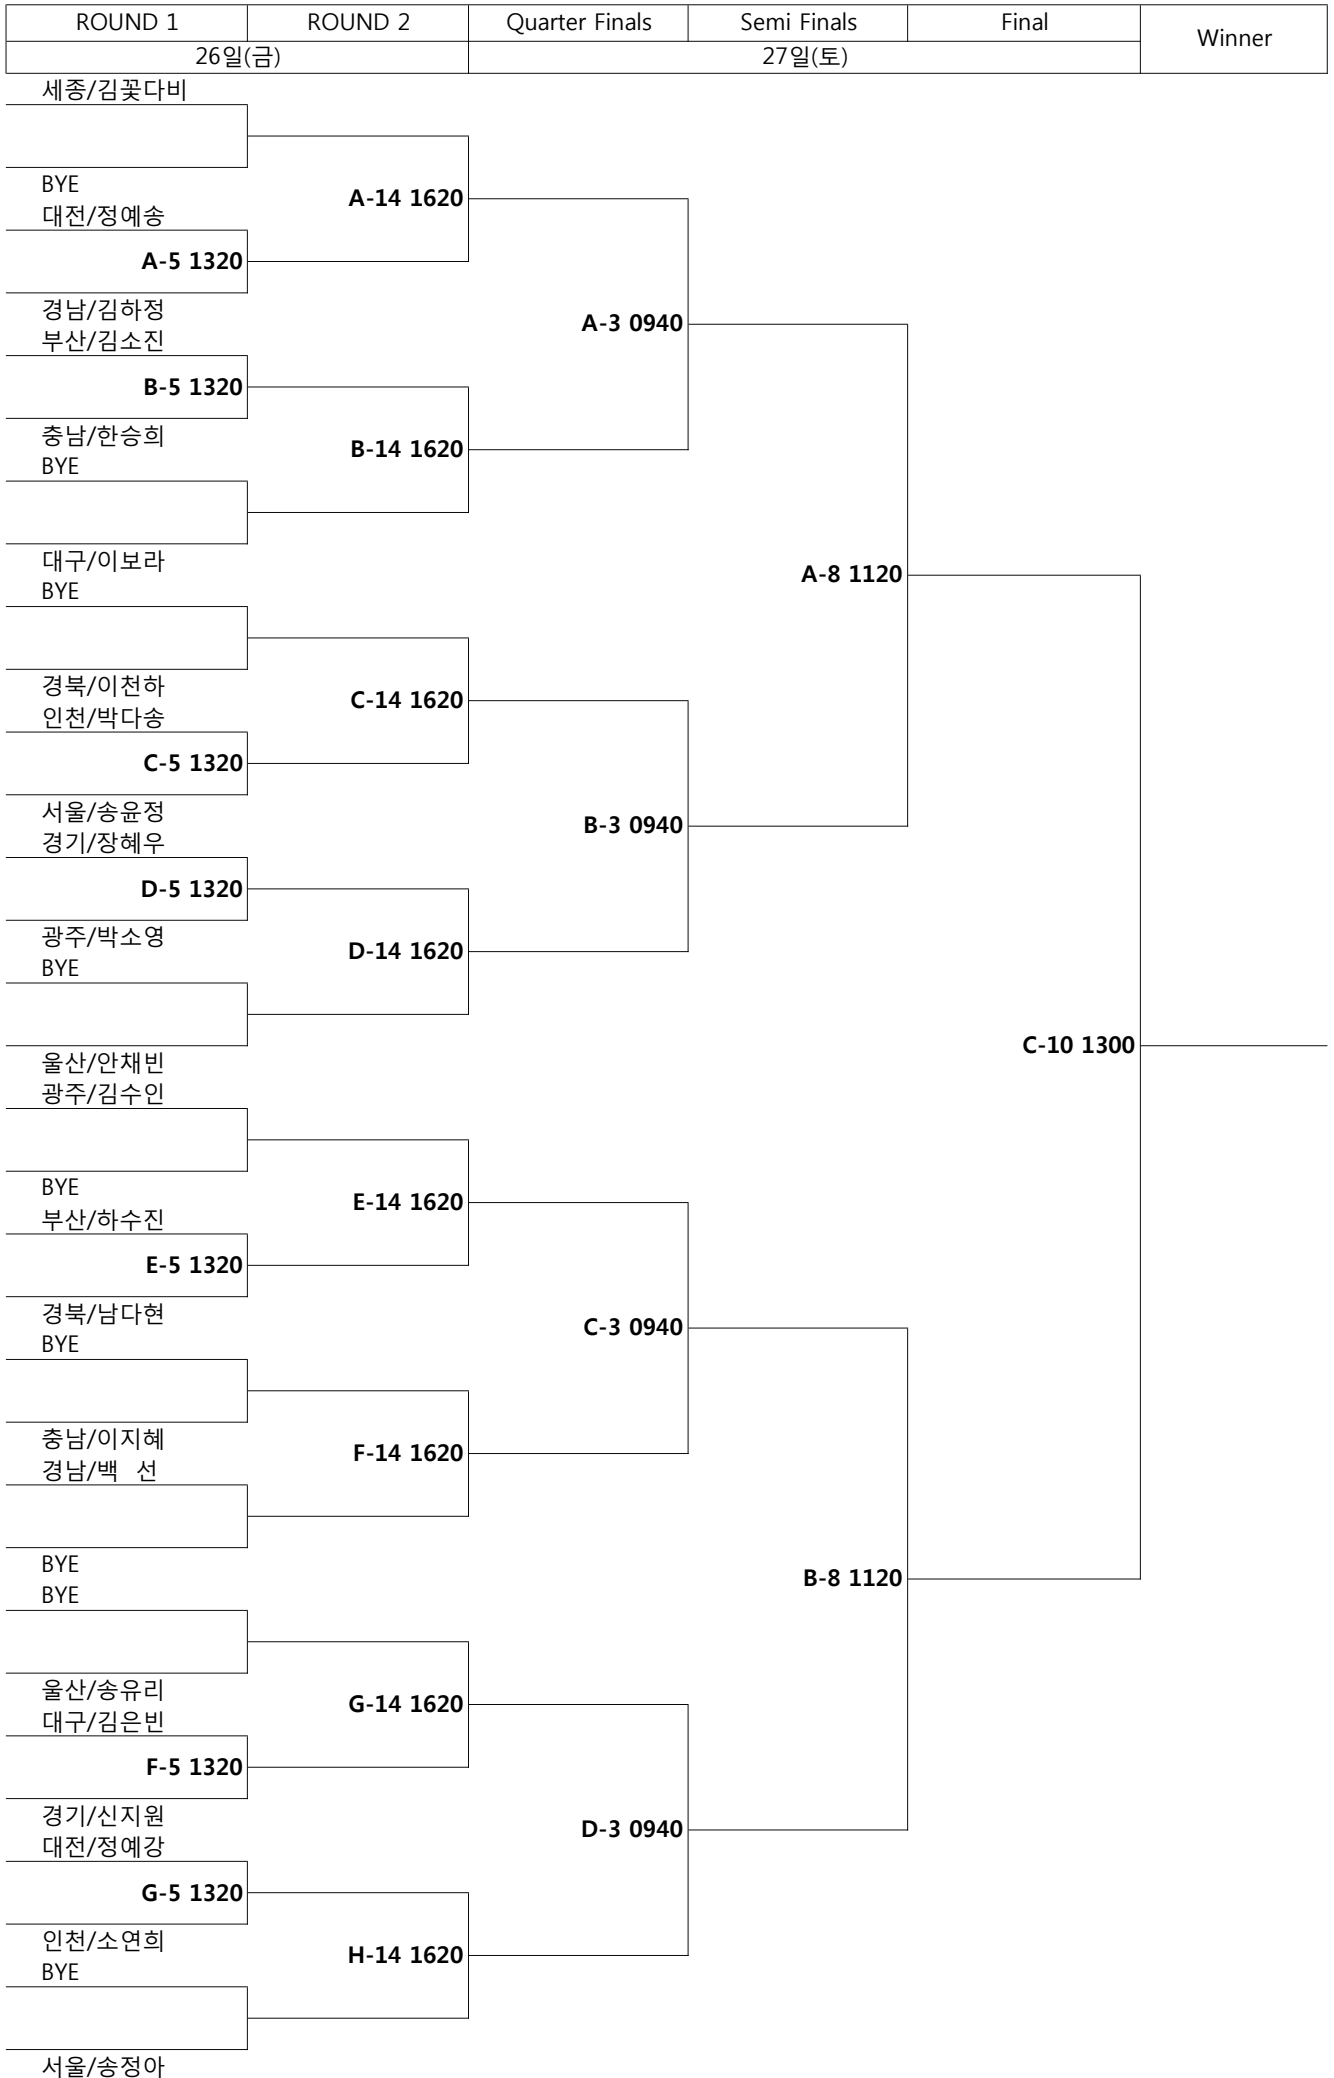 ROUND 1 ROUND 2 Quarter Finals Semi Finals Final Winner
26일(금) 27일(토)
세종/김꽃다비
BYE
A-14 1620
대전/정예송
A-5 1320
경남/김하정
A-3 0940
부산/김소진
B-5 1320
충남/한승희
B-14 1620
BYE
대구/이보라
A-8 1120
BYE
경북/이천하
C-14 1620
인천/박다송
C-5 1320
서울/송윤정
B-3 0940
경기/장혜우
D-5 1320
광주/박소영
D-14 1620
BYE
C-10 1300
울산/안채빈
광주/김수인
BYE
E-14 1620
부산/하수진
E-5 1320
경북/남다현
C-3 0940
BYE
충남/이지혜
F-14 1620
경남/백 선
BYE
B-8 1120
BYE
울산/송유리
G-14 1620
대구/김은빈
F-5 1320
경기/신지원
D-3 0940
대전/정예강
G-5 1320
인천/소연희
H-14 1620
BYE
서울/송정아